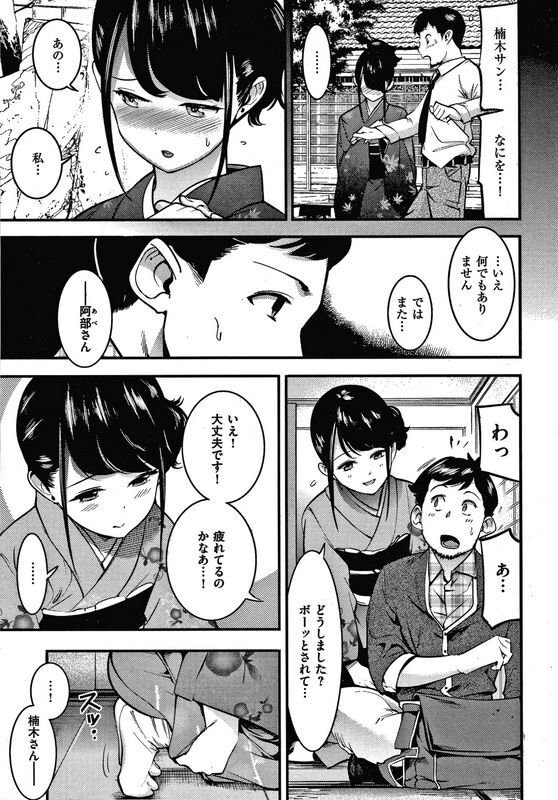 楠木サン…
なにを…
……
あの…
私…
…いえ
何でもあり
ません
では
また…
――阿部さん
あべ
わっ
あ…
どうしました？
ボーッとされて…
いえ！
大丈夫です！
疲れてるの
かなあ…！
……
スッ
…！
楠木さん――